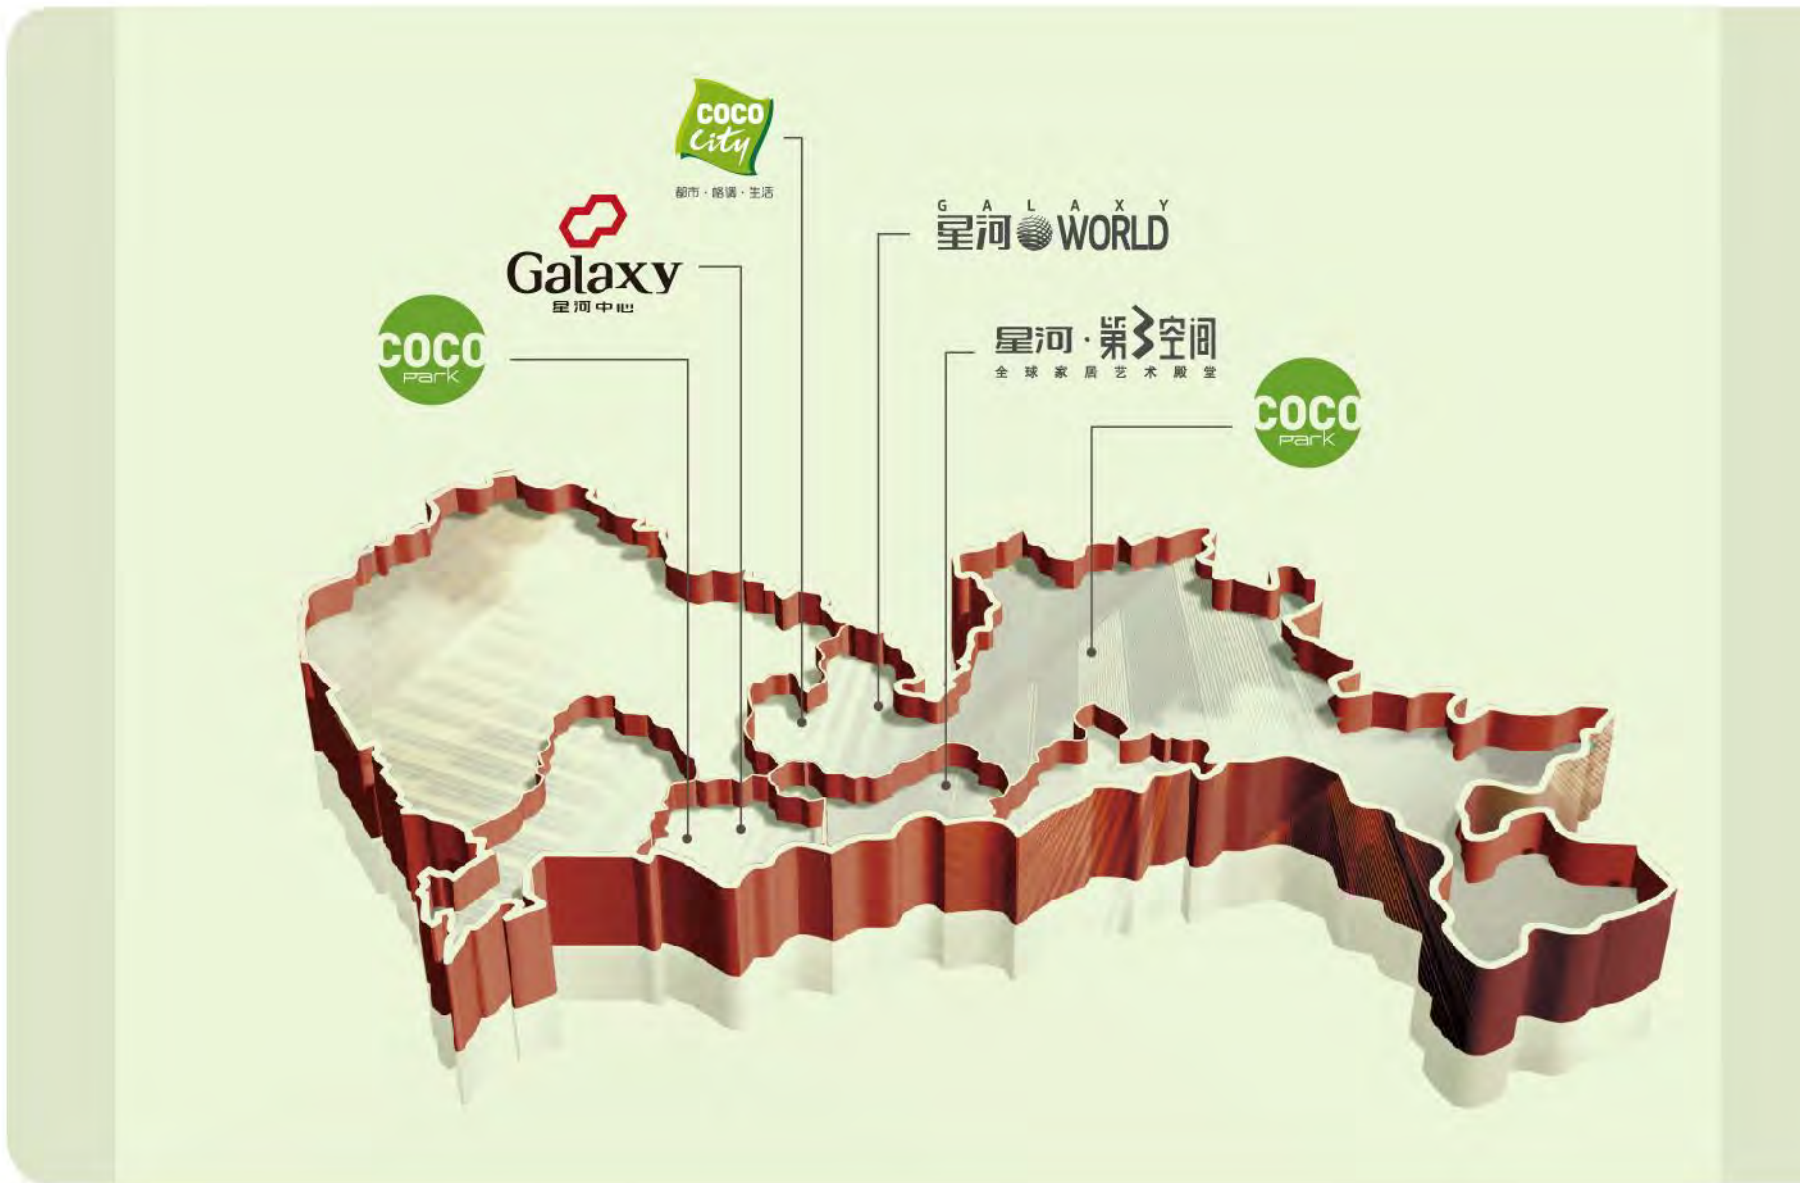 COCO
City
都市·格调·生活
Galaxy
星河中心
GALAXY
星河 WORLD
星河·第3空间
全球家居艺术殿堂
COCO
Park
COCO
Park